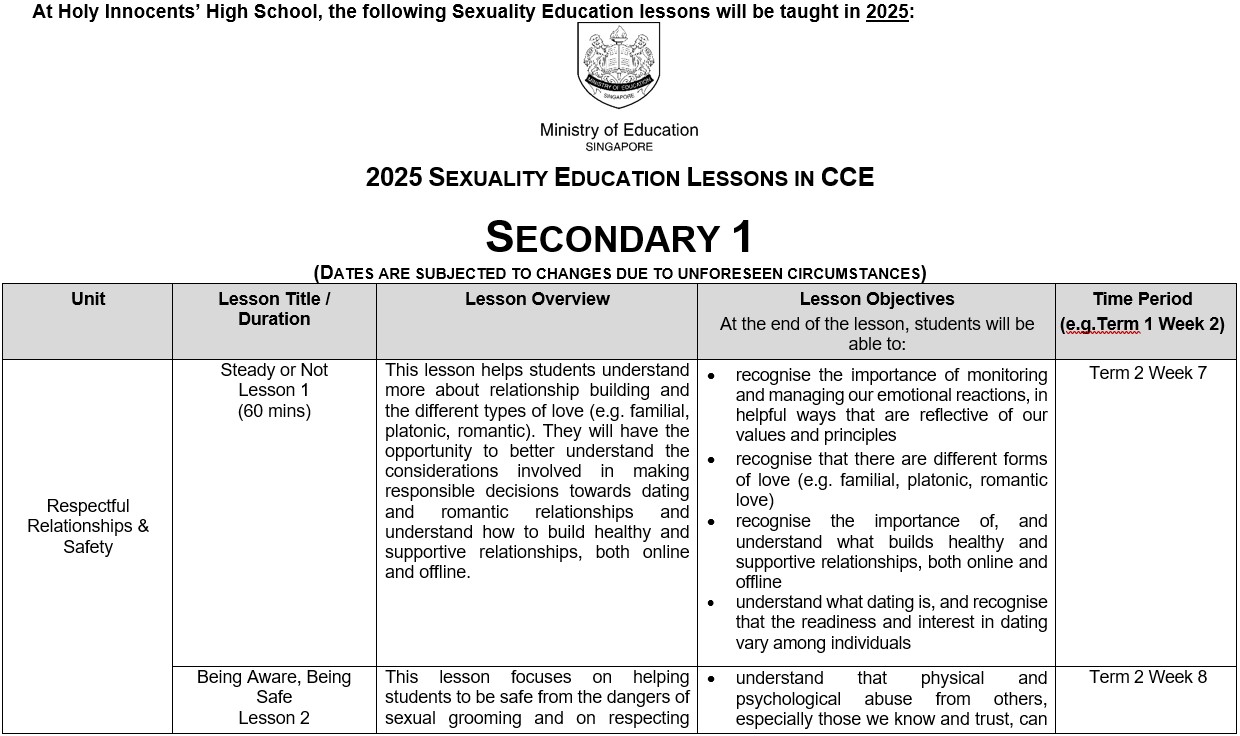 At Holy Innocents’ High School, the following Sexuality Education lessons will be taught in 2025:
MINISTRY OF EDUCATION
SINGAPORE
Ministry of Education
SINGAPORE
2025 SEXUALITY EDUCATION LESSONS IN CCE
SECONDARY 1
(DATES ARE SUBJECTED TO CHANGES DUE TO UNFORESEEN CIRCUMSTANCES)
Unit
Lesson Title /
Duration
Lesson Overview
Lesson Objectives
At the end of the lesson, students will be
able to:
Time Period
(e.g.Term 1 Week 2)
Respectful
Relationships &
Safety
Steady or Not
Lesson 1
(60 mins)
This lesson helps students understand
more about relationship building and
the different types of love (e.g. familial,
platonic, romantic). They will have the
opportunity to better understand the
considerations involved in making
responsible decisions towards dating
and romantic relationships and
understand how to build healthy and
supportive relationships, both online
and offline.
• recognise the importance of monitoring
and managing our emotional reactions, in
helpful ways that are reflective of our
values and principles
• recognise that there are different forms
of love (e.g. familial, platonic, romantic
love)
• recognise the importance of, and
understand what builds healthy and
supportive relationships, both online and
offline
• understand what dating is, and recognise
that the readiness and interest in dating
vary among individuals
Term 2 Week 7
Being Aware, Being
Safe
Lesson 2
This lesson focuses on helping
students to be safe from the dangers of
sexual grooming and on respecting
• understand that physical and
psychological abuse from others,
especially those we know and trust, can
Term 2 Week 8